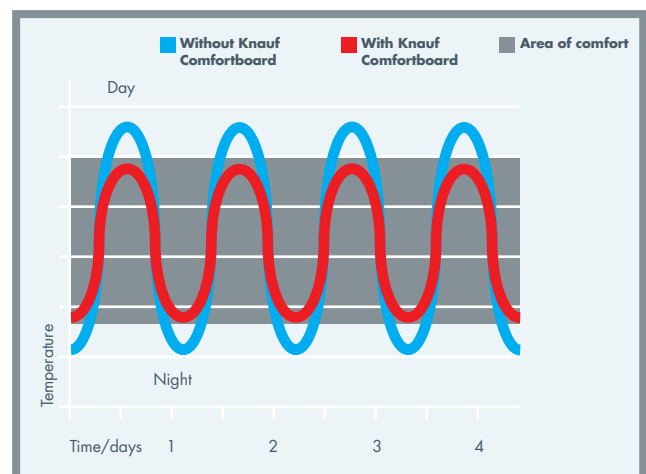 Without Knauf
Comfortboard
With Knauf
Comfortboard
Area of comfort
Day
Temperature
Night
Time/days 1 2 3 4